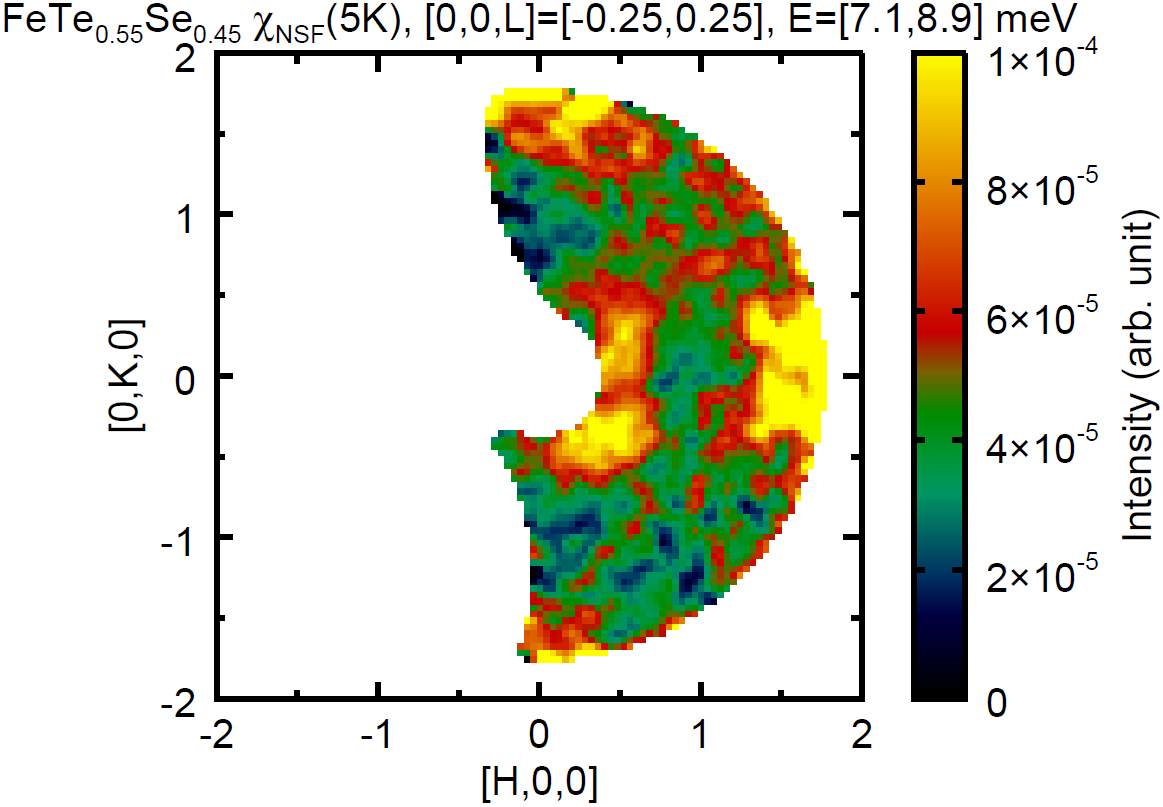 FeTe₀.₅₅Se₀.₄₅ χNSF(5K), [0,0,L]=[-0.25,0.25], E=[7.1,8.9] meV
2
1
0
-1
-2
[0,K,0]
-2 -1 0 1 2
[H,0,0]
1×10⁻⁴
8×10⁻⁵
6×10⁻⁵
4×10⁻⁵
2×10⁻⁵
0
Intensity (arb. unit)